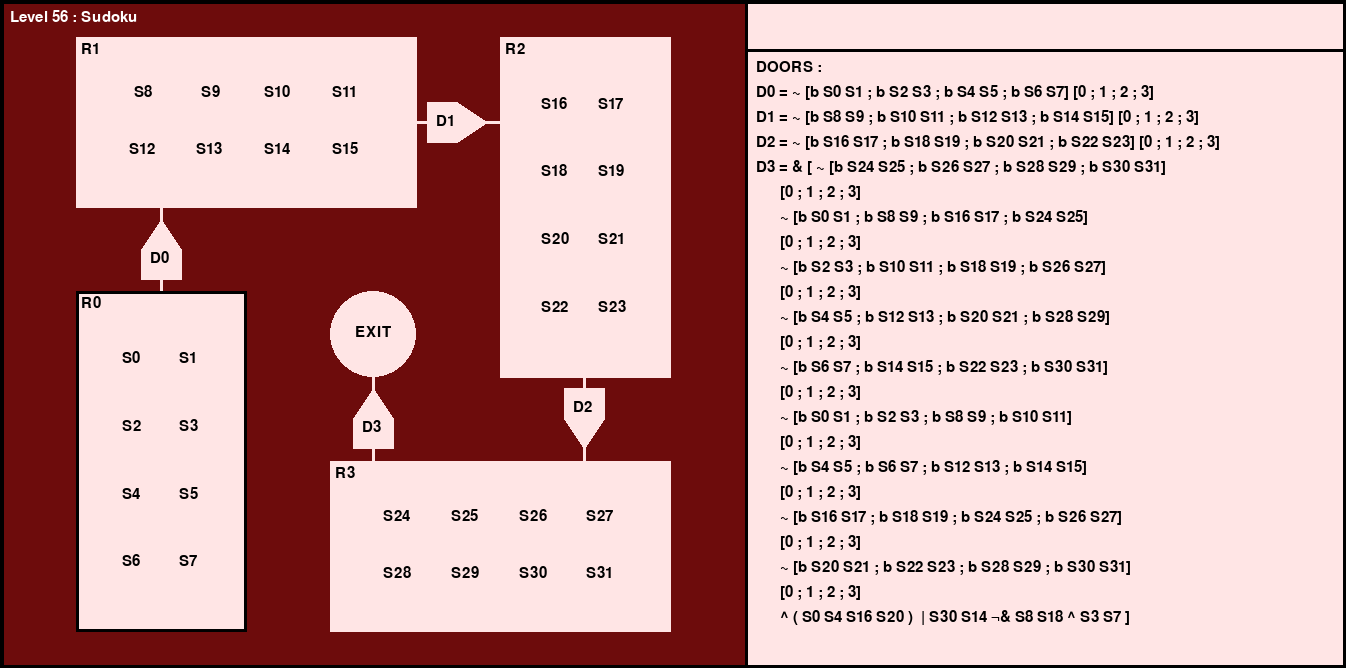 Level 56 : Sudoku
R1
S8 S9 S10 S11
S12 S13 S14 S15
D1
R2
S16 S17
S18 S19
S20 S21
S22 S23
D0
R0
S0 S1
S2 S3
S4 S5
S6 S7
EXIT
D3
D2
R3
S24 S25 S26 S27
S28 S29 S30 S31
DOORS :
D0 = ~ [b S0 S1 ; b S2 S3 ; b S4 S5 ; b S6 S7] [0 ; 1 ; 2 ; 3]
D1 = ~ [b S8 S9 ; b S10 S11 ; b S12 S13 ; b S14 S15] [0 ; 1 ; 2 ; 3]
D2 = ~ [b S16 S17 ; b S18 S19 ; b S20 S21 ; b S22 S23] [0 ; 1 ; 2 ; 3]
D3 = & [ ~ [b S24 S25 ; b S26 S27 ; b S28 S29 ; b S30 S31]
[0 ; 1 ; 2 ; 3]
~ [b S0 S1 ; b S8 S9 ; b S16 S17 ; b S24 S25]
[0 ; 1 ; 2 ; 3]
~ [b S2 S3 ; b S10 S11 ; b S18 S19 ; b S26 S27]
[0 ; 1 ; 2 ; 3]
~ [b S4 S5 ; b S12 S13 ; b S20 S21 ; b S28 S29]
[0 ; 1 ; 2 ; 3]
~ [b S6 S7 ; b S14 S15 ; b S22 S23 ; b S30 S31]
[0 ; 1 ; 2 ; 3]
~ [b S0 S1 ; b S2 S3 ; b S8 S9 ; b S10 S11]
[0 ; 1 ; 2 ; 3]
~ [b S4 S5 ; b S6 S7 ; b S12 S13 ; b S14 S15]
[0 ; 1 ; 2 ; 3]
~ [b S16 S17 ; b S18 S19 ; b S24 S25 ; b S26 S27]
[0 ; 1 ; 2 ; 3]
~ [b S20 S21 ; b S22 S23 ; b S28 S29 ; b S30 S31]
[0 ; 1 ; 2 ; 3]
^ ( S0 S4 S16 S20 ) | S30 S14 ¬& S8 S18 ^ S3 S7 ]